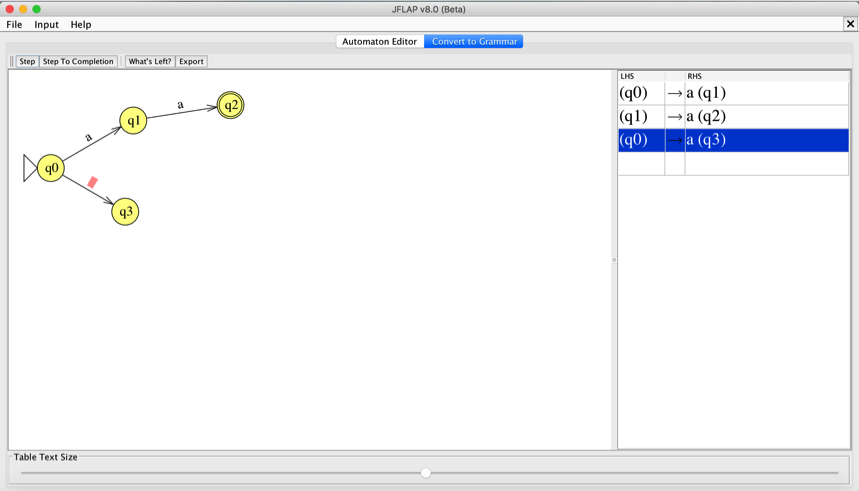 JFLAP v8.0 (Beta)
File Input Help
Automaton Editor Convert to Grammar
Step Step To Completion What's Left? Export
LHS RHS
(q0) → a (q1)
(q1) → a (q2)
(q0) → a (q3)
a
a
q0
q1
q2
q3
Table Text Size